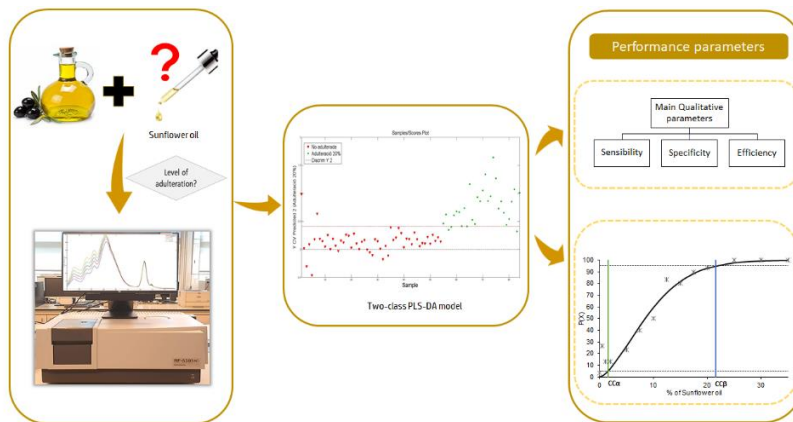 ?
Sunflower oil
Level of
adulteration?
Samples/Scores Plot
Sample
Two-class PLS-DA model
Performance parameters
Main Qualitative
parameters
Sensibility
Specificity
Efficiency
P(X)
100
90
80
70
60
50
40
30
20
10
0
0
10
20
30
CCα
CCβ
% of Sunflower oil